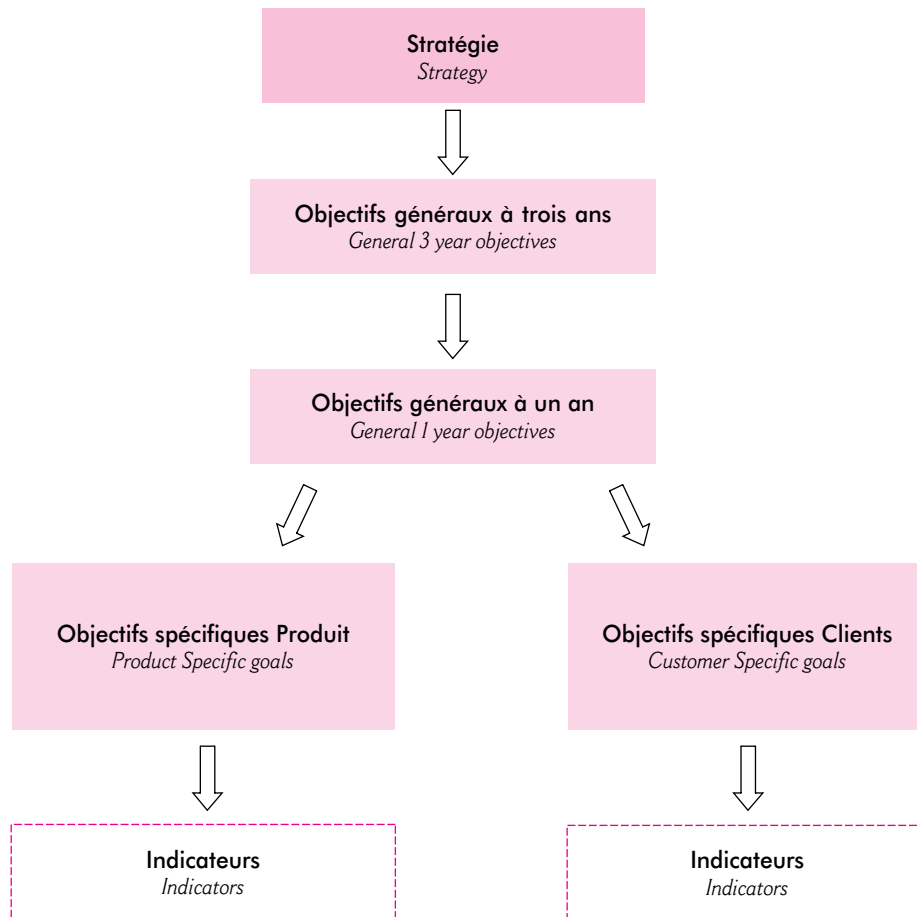 Stratégie
Strategy
Objectifs généraux à trois ans
General 3 year objectives
Objectifs généraux à un an
General 1 year objectives
Objectifs spécifiques Produit
Product Specific goals
Objectifs spécifiques Clients
Customer Specific goals
Indicateurs
Indicators
Indicateurs
Indicators